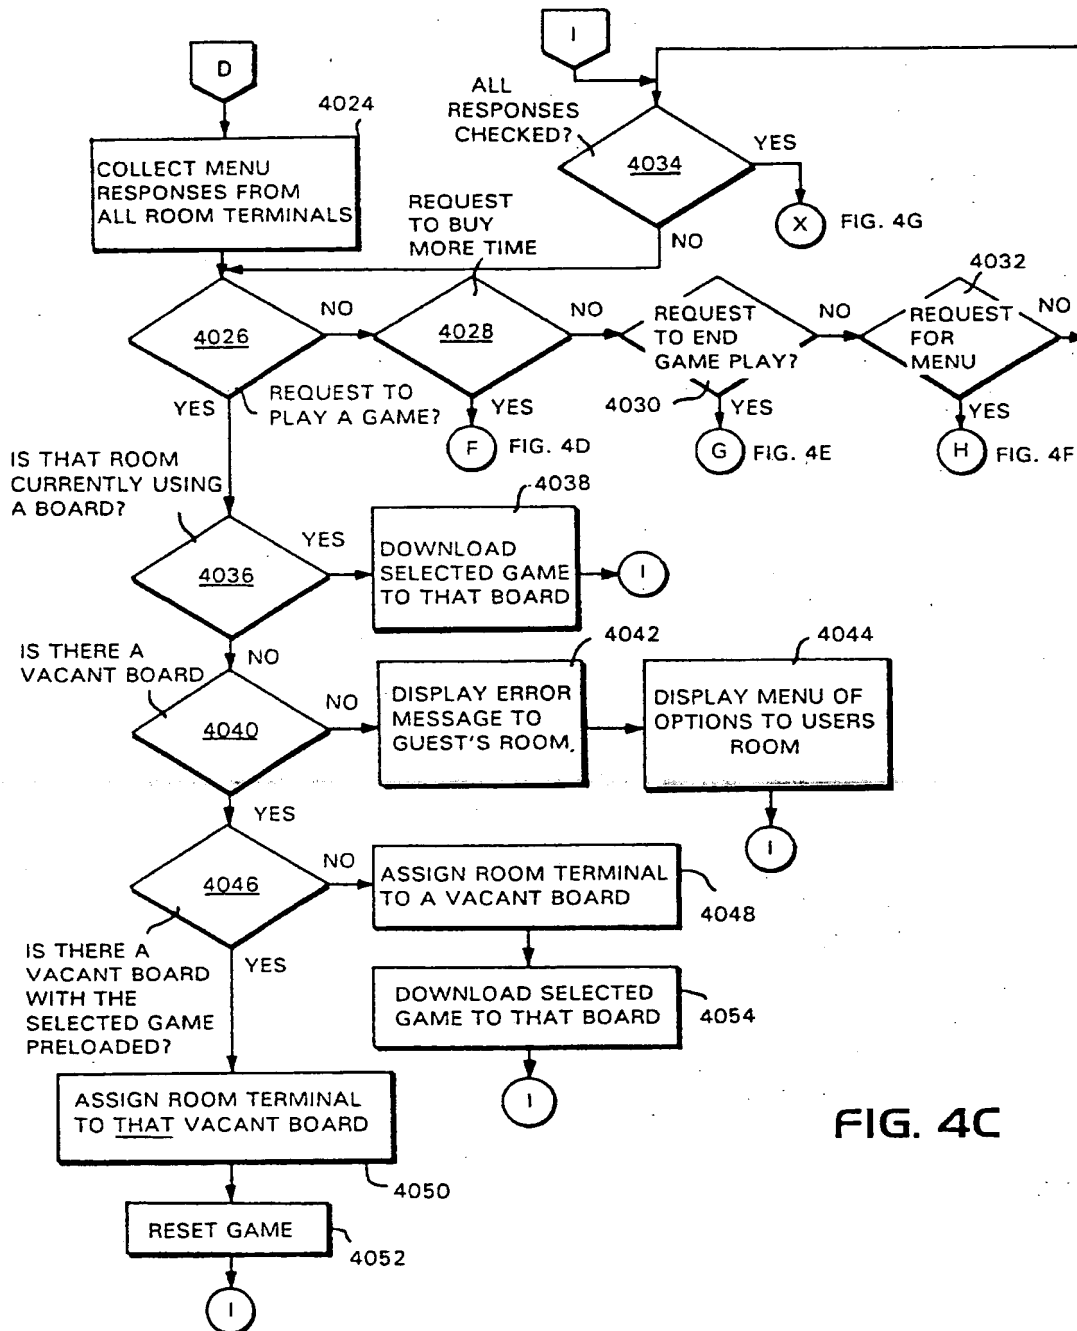 D
I
4024
COLLECT MENU
RESPONSES FROM
ALL ROOM TERMINALS
ALL
RESPONSES
CHECKED?
4034
YES
X
FIG. 4G
NO
REQUEST
TO BUY
MORE TIME
4026
NO
4028
NO
REQUEST
TO END
GAME PLAY?
4030
NO
4032
REQUEST
FOR
MENU
NO
YES
REQUEST TO
PLAY A GAME?
YES
F
FIG. 4D
YES
G
FIG. 4E
YES
H
FIG. 4F
IS THAT ROOM
CURRENTLY USING
A BOARD?
4036
YES
4038
DOWNLOAD
SELECTED GAME
TO THAT BOARD
I
NO
IS THERE A
VACANT BOARD
4040
NO
4042
DISPLAY ERROR
MESSAGE TO
GUEST'S ROOM.
4044
DISPLAY MENU OF
OPTIONS TO USERS
ROOM
I
YES
4046
NO
ASSIGN ROOM TERMINAL
TO A VACANT BOARD
4048
IS THERE A
VACANT BOARD
WITH THE
SELECTED GAME
PRELOADED?
YES
DOWNLOAD SELECTED
GAME TO THAT BOARD
4054
I
ASSIGN ROOM TERMINAL
TO THAT VACANT BOARD
4050
RESET GAME
4052
I
FIG. 4C